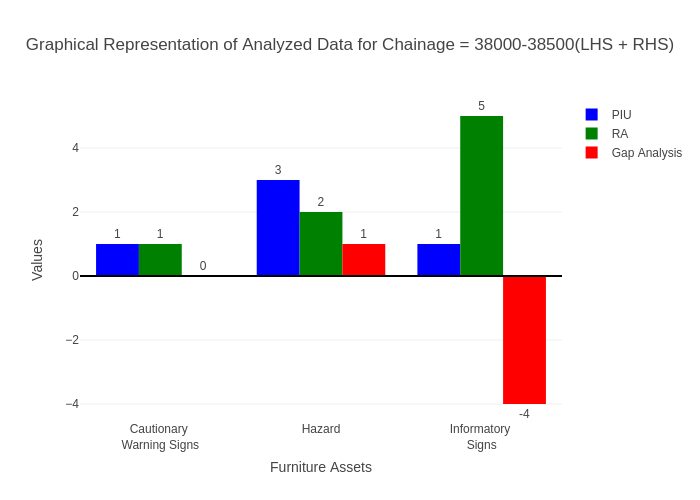 Graphical Representation of Analyzed Data for Chainage = 38000-38500(LHS + RHS)
PIU
RA
Gap Analysis
Values
4
2
0
−2
−4
1
1
0
3
2
1
1
5
-4
Cautionary
Warning Signs
Hazard
Informatory
Signs
Furniture Assets